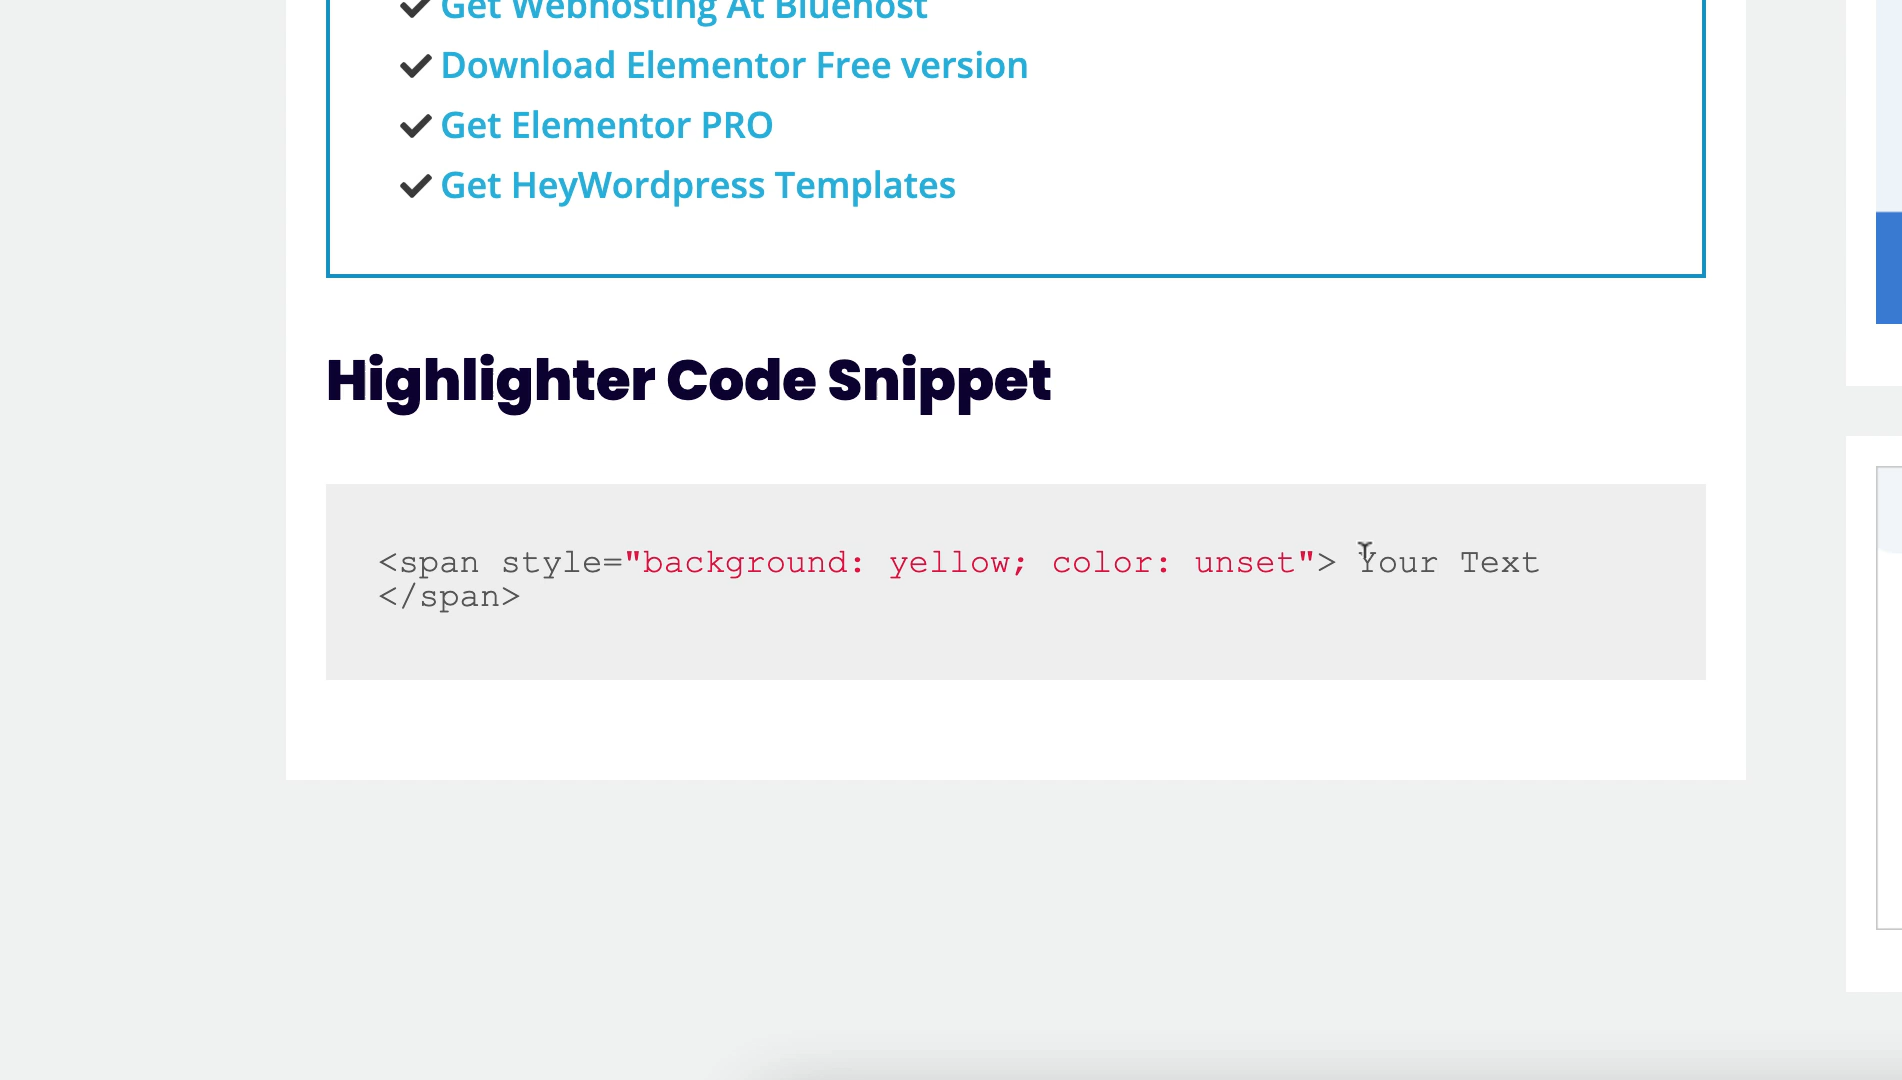 Get Webhosting At Bluehost
Download Elementor Free version
Get Elementor PRO
Get HeyWordpress Templates
Highlighter Code Snippet
<span style="background: yellow; color: unset"> Your Text
</span>